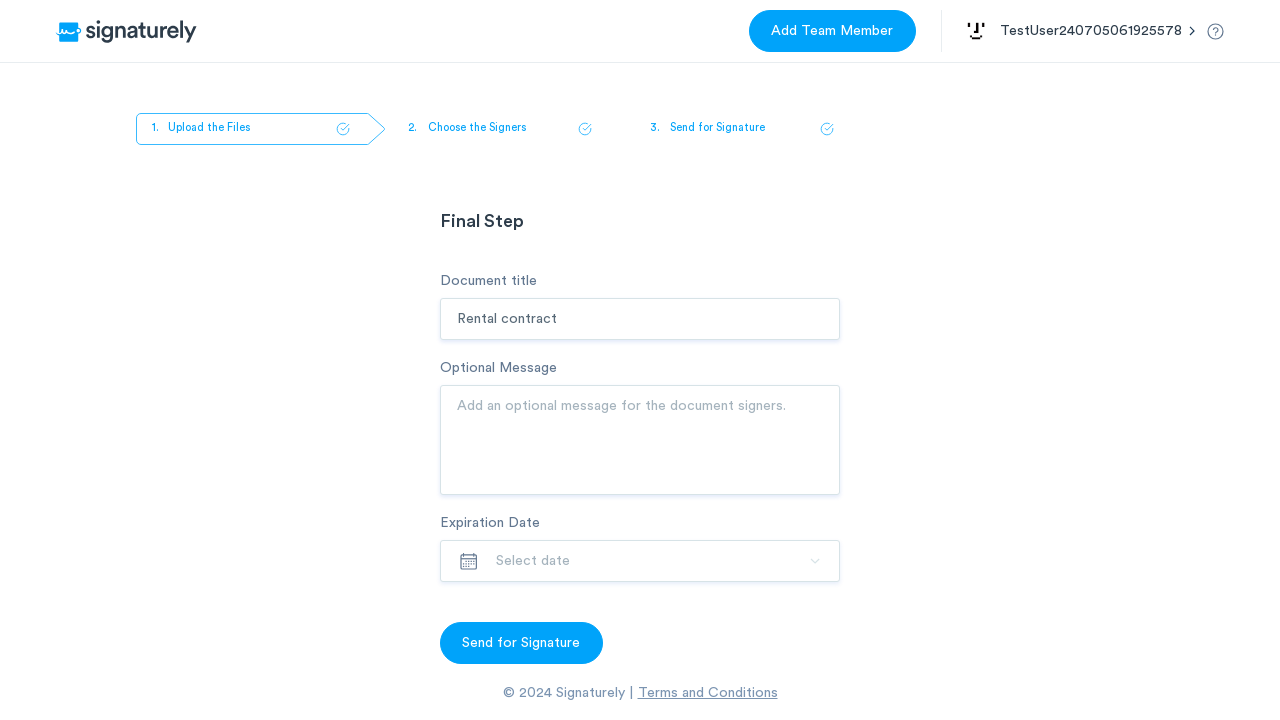 signaturely
Add Team Member
TestUser240705061925578
1. Upload the Files
2. Choose the Signers
3. Send for Signature
Final Step
Document title
Rental contract
Optional Message
Add an optional message for the document signers.
Expiration Date
Select date
Send for Signature
© 2024 Signaturely | Terms and Conditions